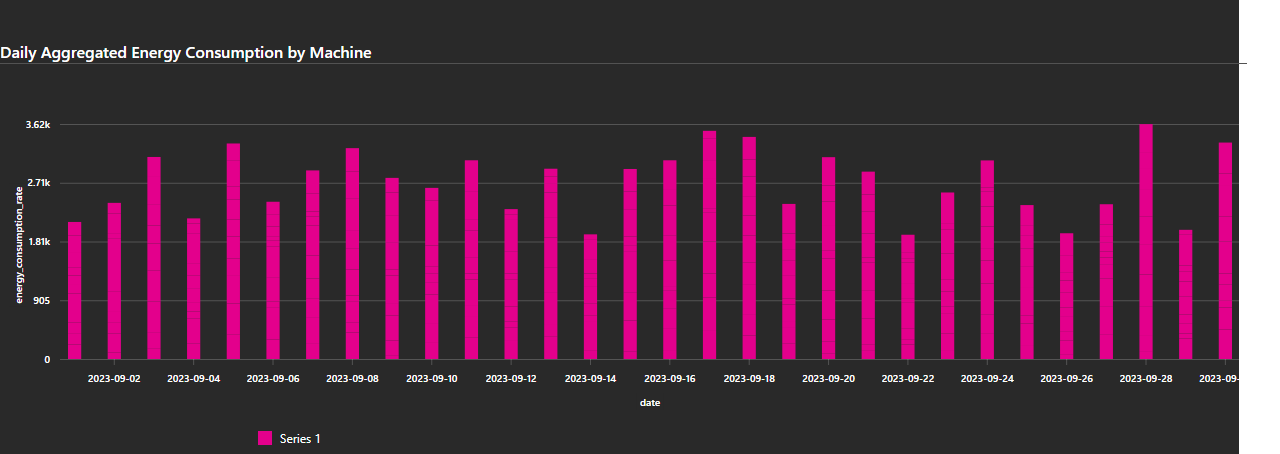 Daily Aggregated Energy Consumption by Machine
3.62k
2.71k
1.81k
905
0
energy_consumption_rate
2023-09-02 2023-09-04 2023-09-06 2023-09-08 2023-09-10 2023-09-12 2023-09-14 2023-09-16 2023-09-18 2023-09-20 2023-09-22 2023-09-24 2023-09-26 2023-09-28 2023-09-
date
Series 1